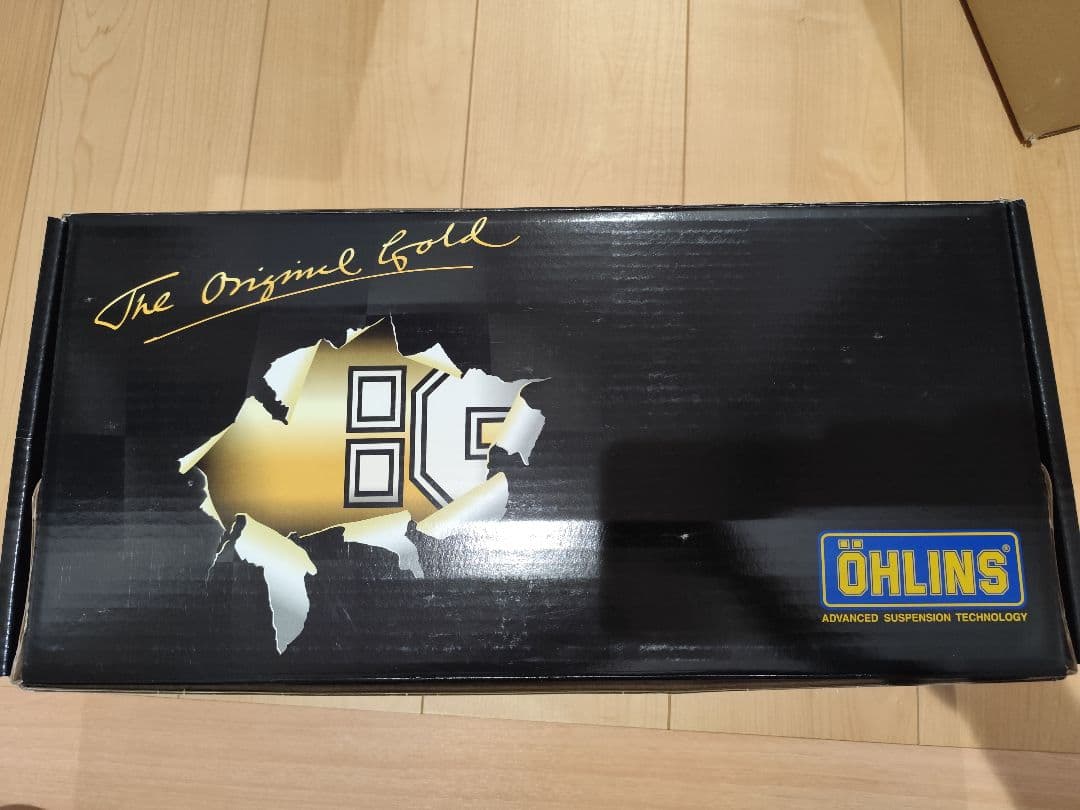 The Original Gold
ÖHLINS®
ADVANCED SUSPENSION TECHNOLOGY